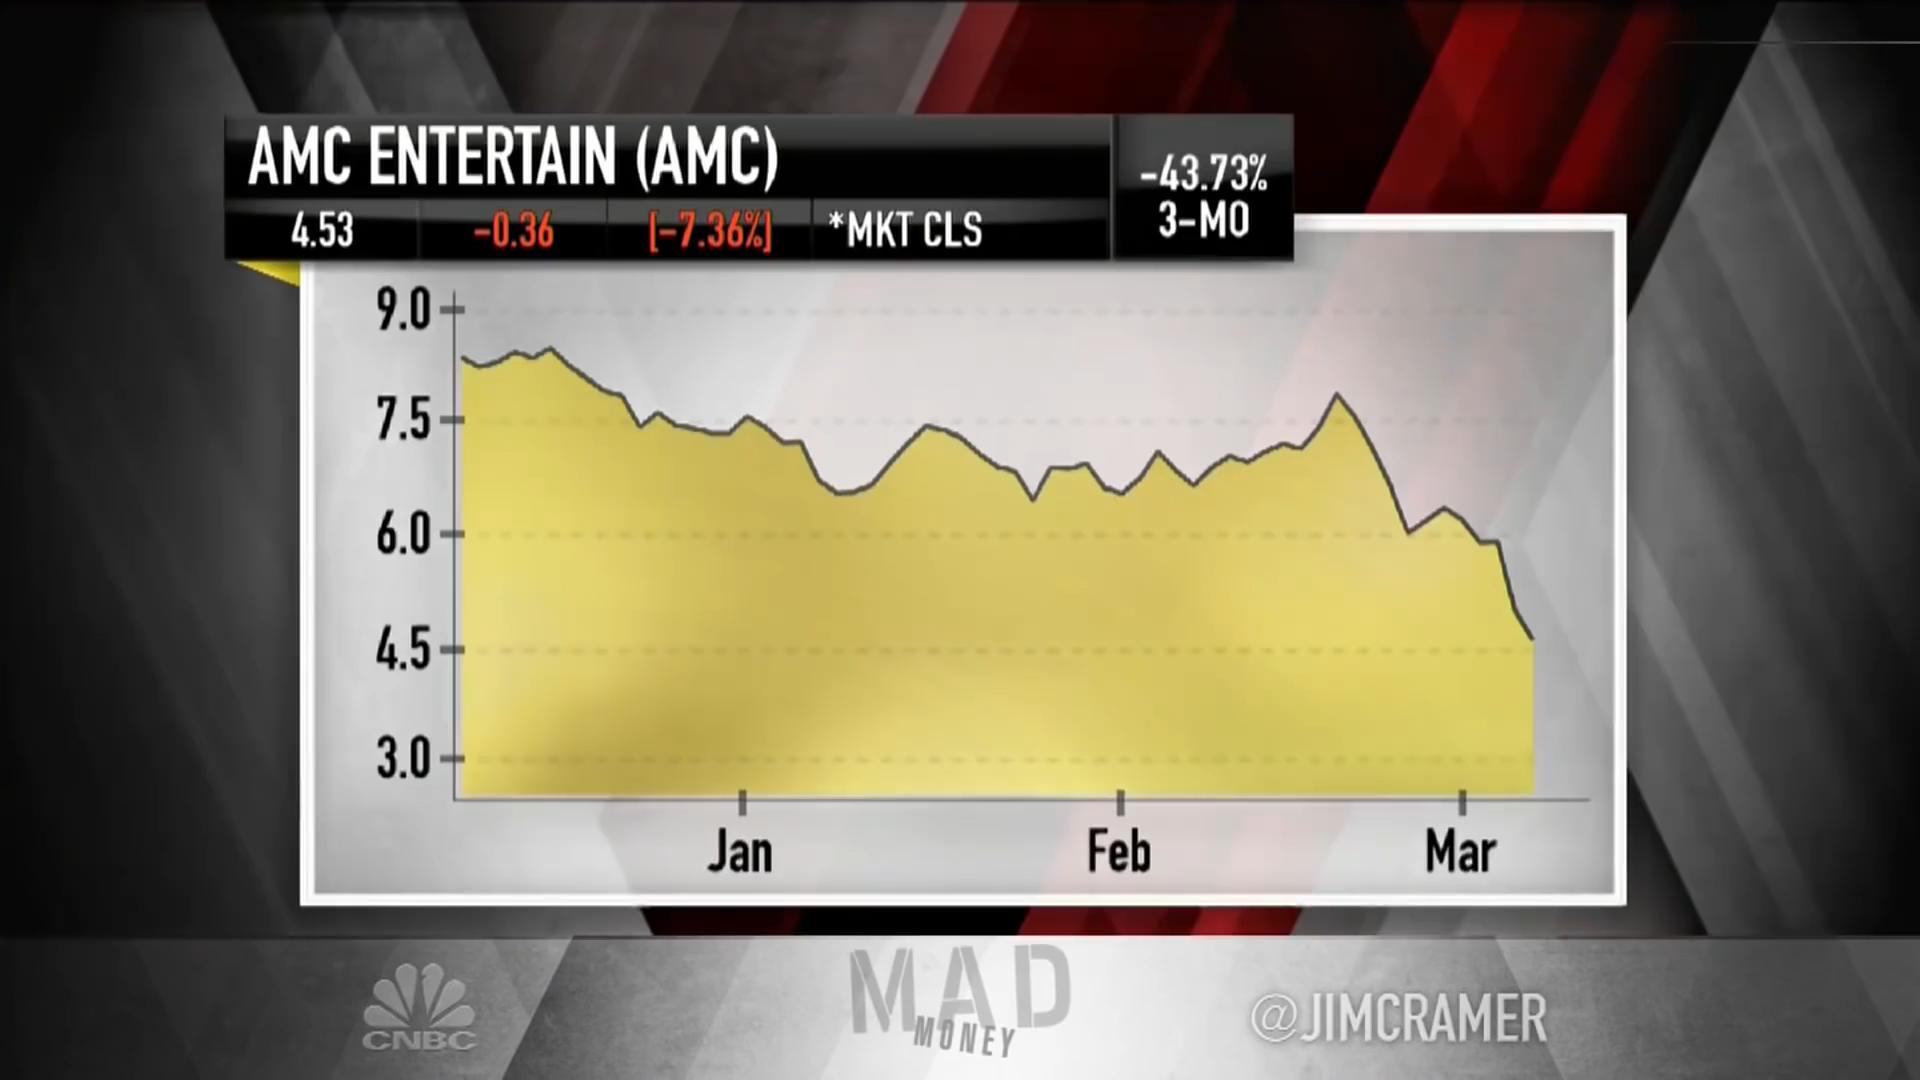 AMC ENTERTAIN (AMC)
4.53 -0.36 [-7.36%] *MKT CLS
-43.73%
3-MO
9.0
7.5
6.0
4.5
3.0
Jan Feb Mar
CNBC
MAD
MONEY
@JIMCRAMER